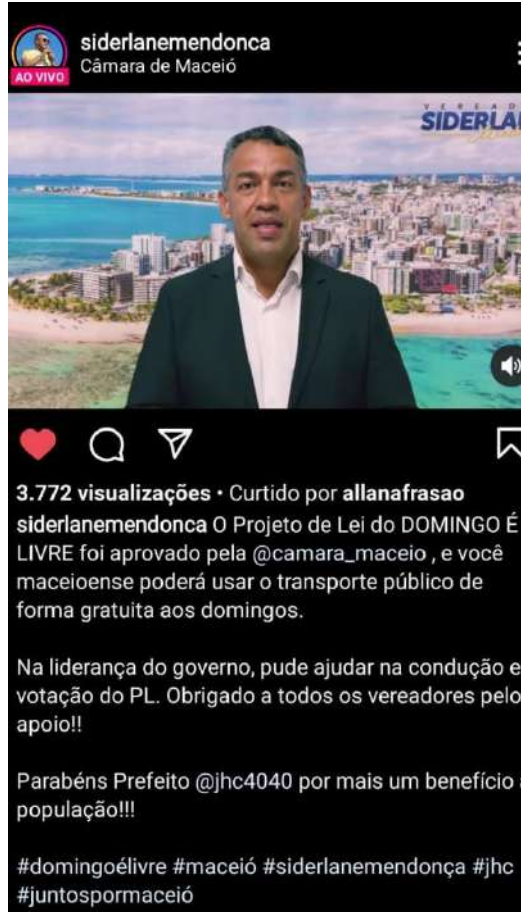 siderlanemendonca
Câmara de Maceió
AO VIVO
VEREAD
SIDERLA
3.772 visualizações • Curtido por allanafrasao
siderlanemendonca O Projeto de Lei do DOMINGO É
LIVRE foi aprovado pela @camara_maceio , e você
maceioense poderá usar o transporte público de
forma gratuita aos domingos.
Na liderança do governo, pude ajudar na condução e
votação do PL. Obrigado a todos os vereadores pelo
apoio!!
Parabéns Prefeito @jhc4040 por mais um benefício
população!!!
#domingoélivre #maceió #siderlanemendonça #jhc
#juntospormaceió